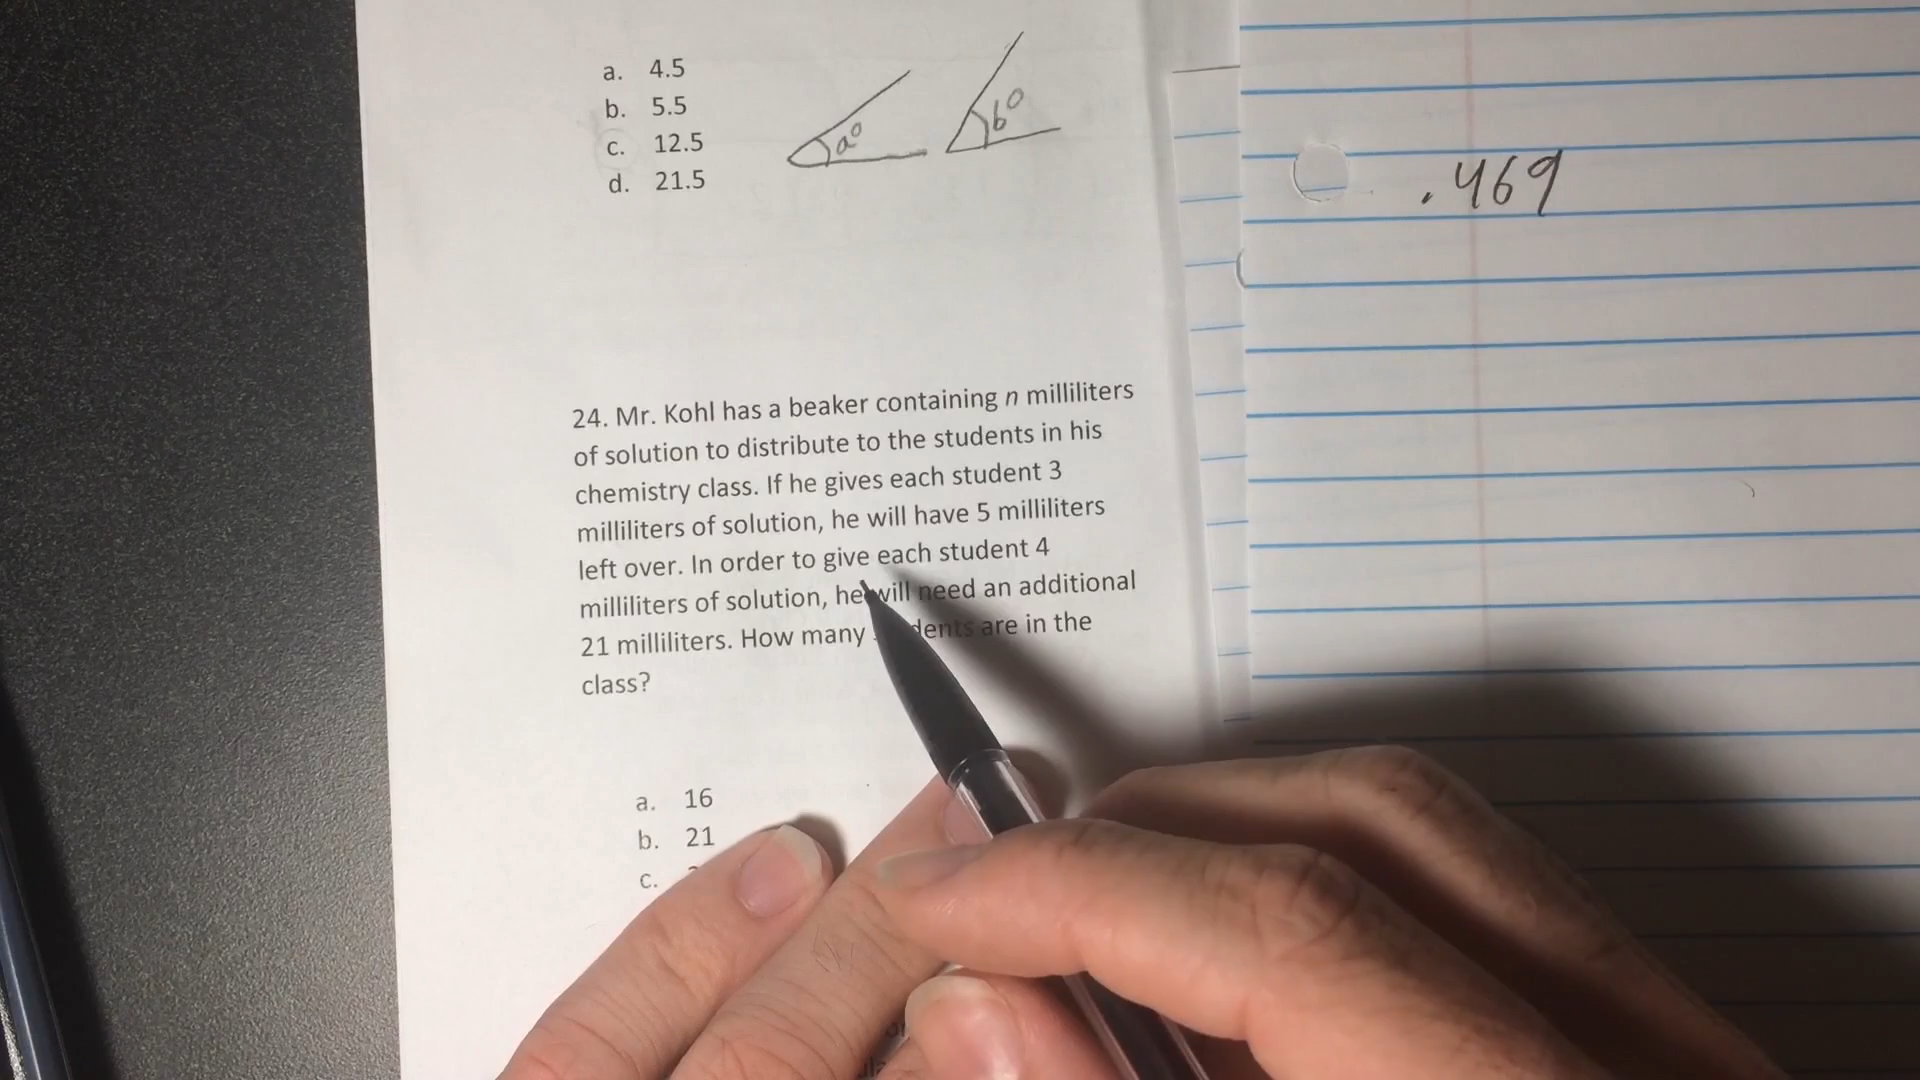 a. 4.5
b. 5.5
c. 12.5
d. 21.5
a° b°
.469
24. Mr. Kohl has a beaker containing n milliliters
of solution to distribute to the students in his
chemistry class. If he gives each student 3
milliliters of solution, he will have 5 milliliters
left over. In order to give each student 4
milliliters of solution, he will need an additional
21 milliliters. How many are in the
class?
a. 16
b. 21
c.